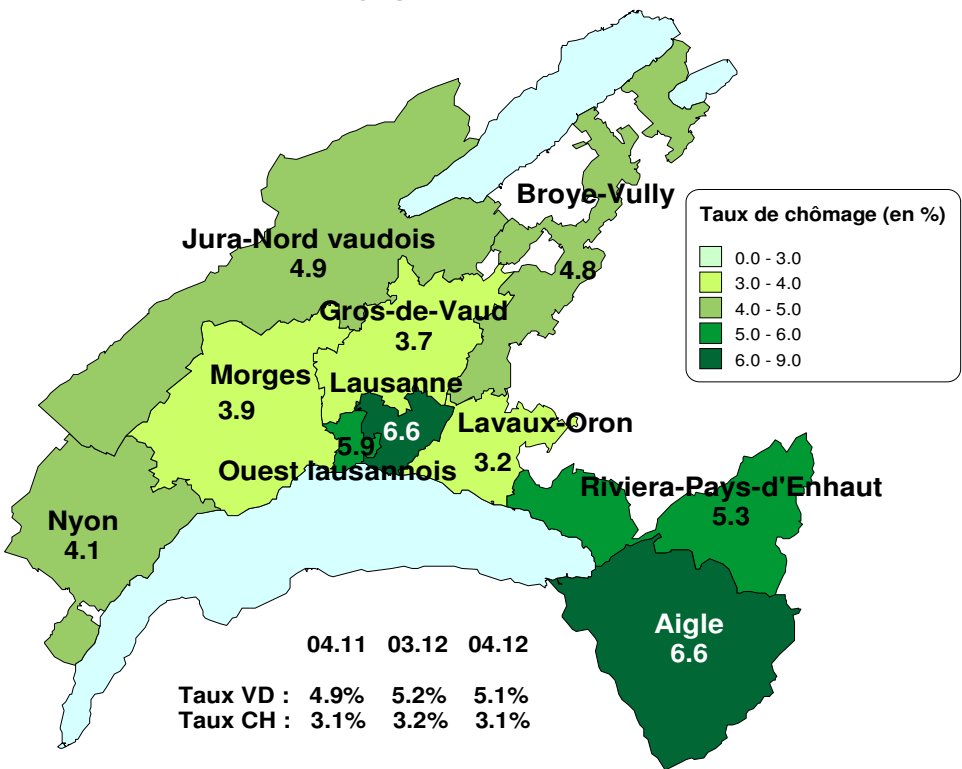 Broye-Vully
4.8
Jura-Nord vaudois
4.9
Gros-de-Vaud
3.7
Morges
3.9
Lausanne
6.6
Lavaux-Oron
3.2
5.9
Ouest lausannois
Riviera-Pays-d'Enhaut
5.3
Nyon
4.1
Aigle
6.6
Taux de chômage (en %)
0.0 - 3.0
3.0 - 4.0
4.0 - 5.0
5.0 - 6.0
6.0 - 9.0
04.11 03.12 04.12
Taux VD : 4.9% 5.2% 5.1%
Taux CH : 3.1% 3.2% 3.1%